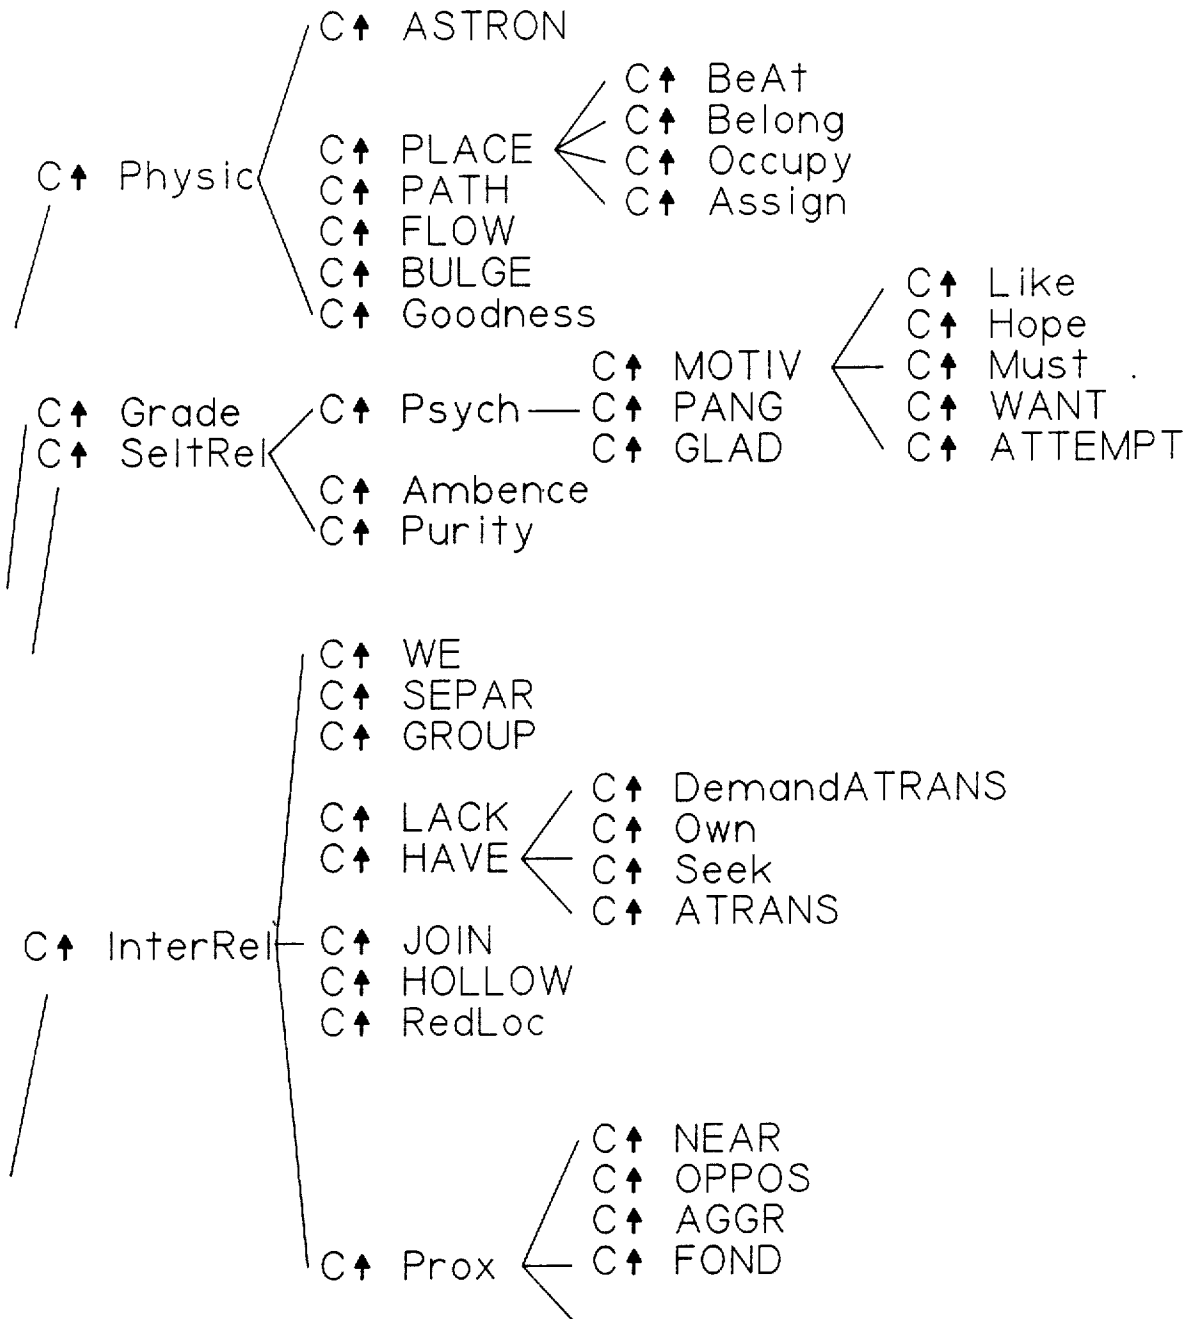 C↑ ASTRON
C↑ BeAt
C↑ Belong
C↑ PLACE C↑ Occupy
C↑ Physic C↑ PATH C↑ Assign
C↑ FLOW
C↑ BULGE C↑ Like
C↑ Goodness C↑ Hope
C↑ MOTIV C↑ Must
C↑ Grade C↑ Psych C↑ PANG C↑ WANT
C↑ SeltRel C↑ GLAD C↑ ATTEMPT
C↑ Ambence
C↑ Purity
C↑ WE
C↑ SEPAR
C↑ GROUP
C↑ DemandATRANS
C↑ LACK C↑ Own
C↑ HAVE C↑ Seek
C↑ ATRANS
C↑ InterRel C↑ JOIN
C↑ HOLLOW
C↑ RedLoc
C↑ NEAR
C↑ OPPOS
C↑ AGGR
C↑ Prox C↑ FOND